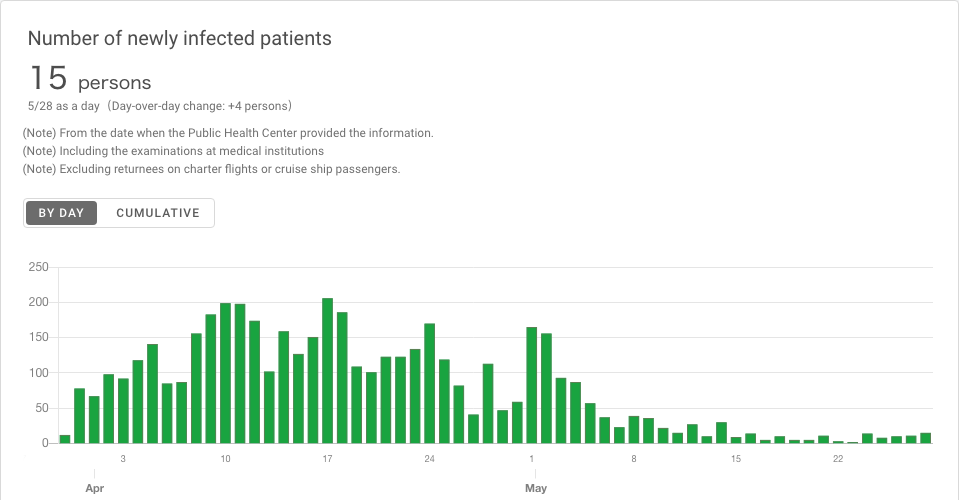 Number of newly infected patients
15 persons
5/28 as a day (Day-over-day change: +4 persons)
(Note) From the date when the Public Health Center provided the information.
(Note) Including the examinations at medical institutions
(Note) Excluding returnees on charter flights or cruise ship passengers.
BY DAY CUMULATIVE
250
200
150
100
50
0
3 10 17 24 1 8 15 22
Apr May